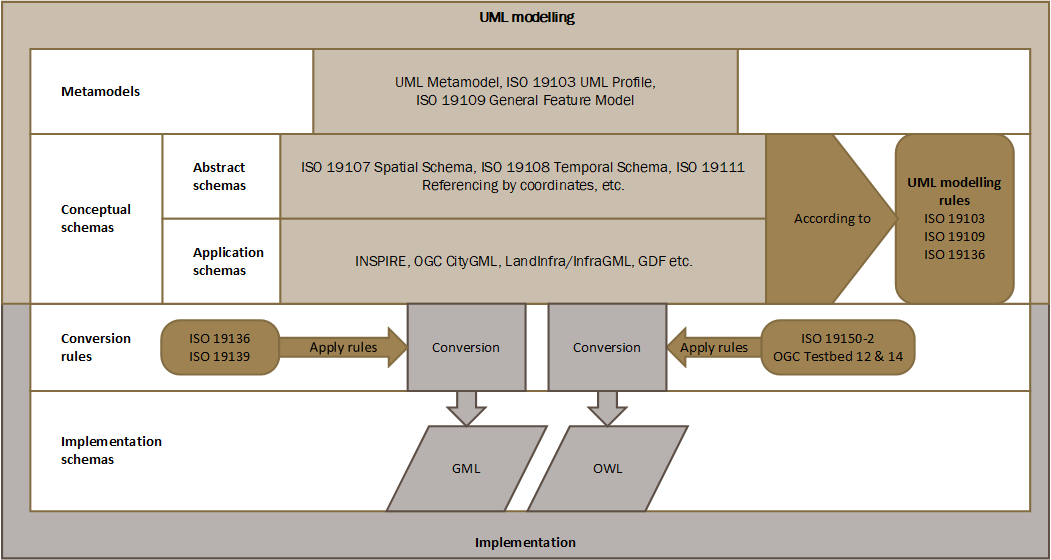 UML modelling
Metamodels
UML Metamodel, ISO 19103 UML Profile,
ISO 19109 General Feature Model
Conceptual
schemas
Abstract
schemas
ISO 19107 Spatial Schema, ISO 19108 Temporal Schema, ISO 19111
Referencing by coordinates, etc.
Application
schemas
INSPIRE, OGC CityGML, LandInfra/InfraGML, GDF etc.
According to
UML modelling
rules
ISO 19103
ISO 19109
ISO 19136
Conversion
rules
ISO 19136
ISO 19139
Apply rules
Conversion
Conversion
Apply rules
ISO 19150-2
OGC Testbed 12 & 14
Implementation
schemas
GML
OWL
Implementation